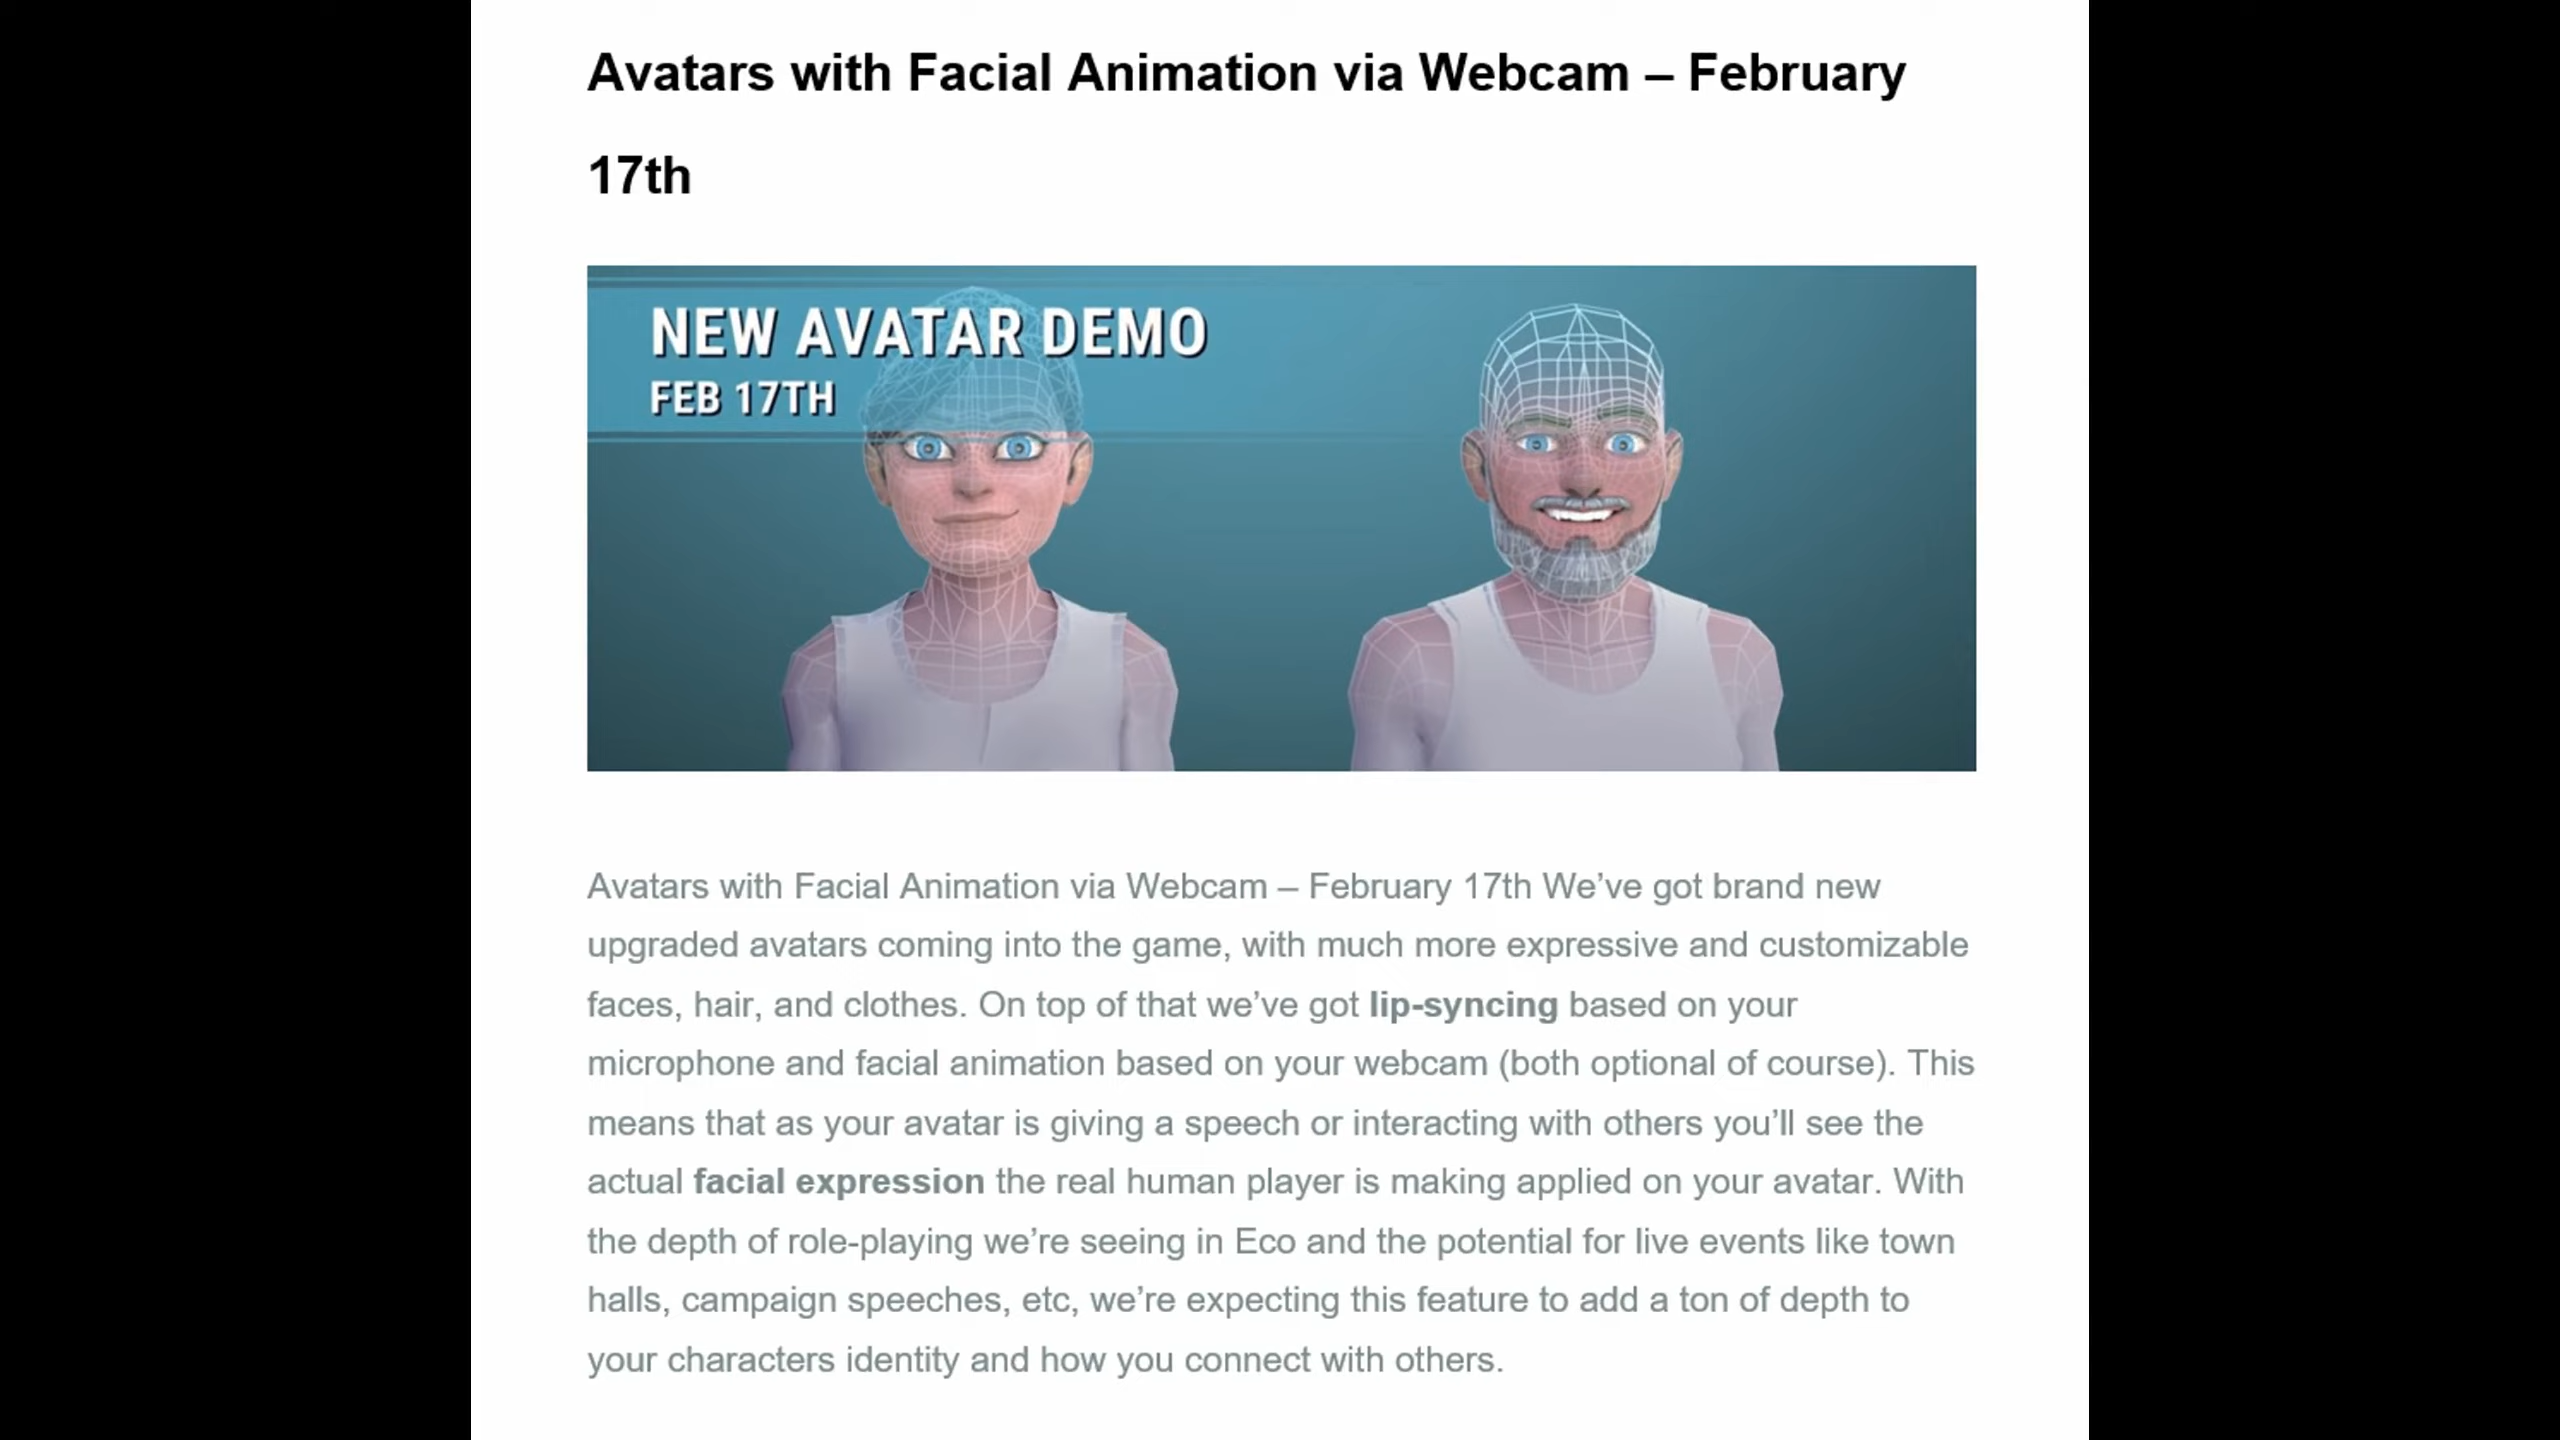 Avatars with Facial Animation via Webcam – February
17th
NEW AVATAR DEMO
FEB 17TH
Avatars with Facial Animation via Webcam – February 17th We’ve got brand new
upgraded avatars coming into the game, with much more expressive and customizable
faces, hair, and clothes. On top of that we’ve got lip-syncing based on your
microphone and facial animation based on your webcam (both optional of course). This
means that as your avatar is giving a speech or interacting with others you’ll see the
actual facial expression the real human player is making applied on your avatar. With
the depth of role-playing we’re seeing in Eco and the potential for live events like town
halls, campaign speeches, etc, we’re expecting this feature to add a ton of depth to
your characters identity and how you connect with others.